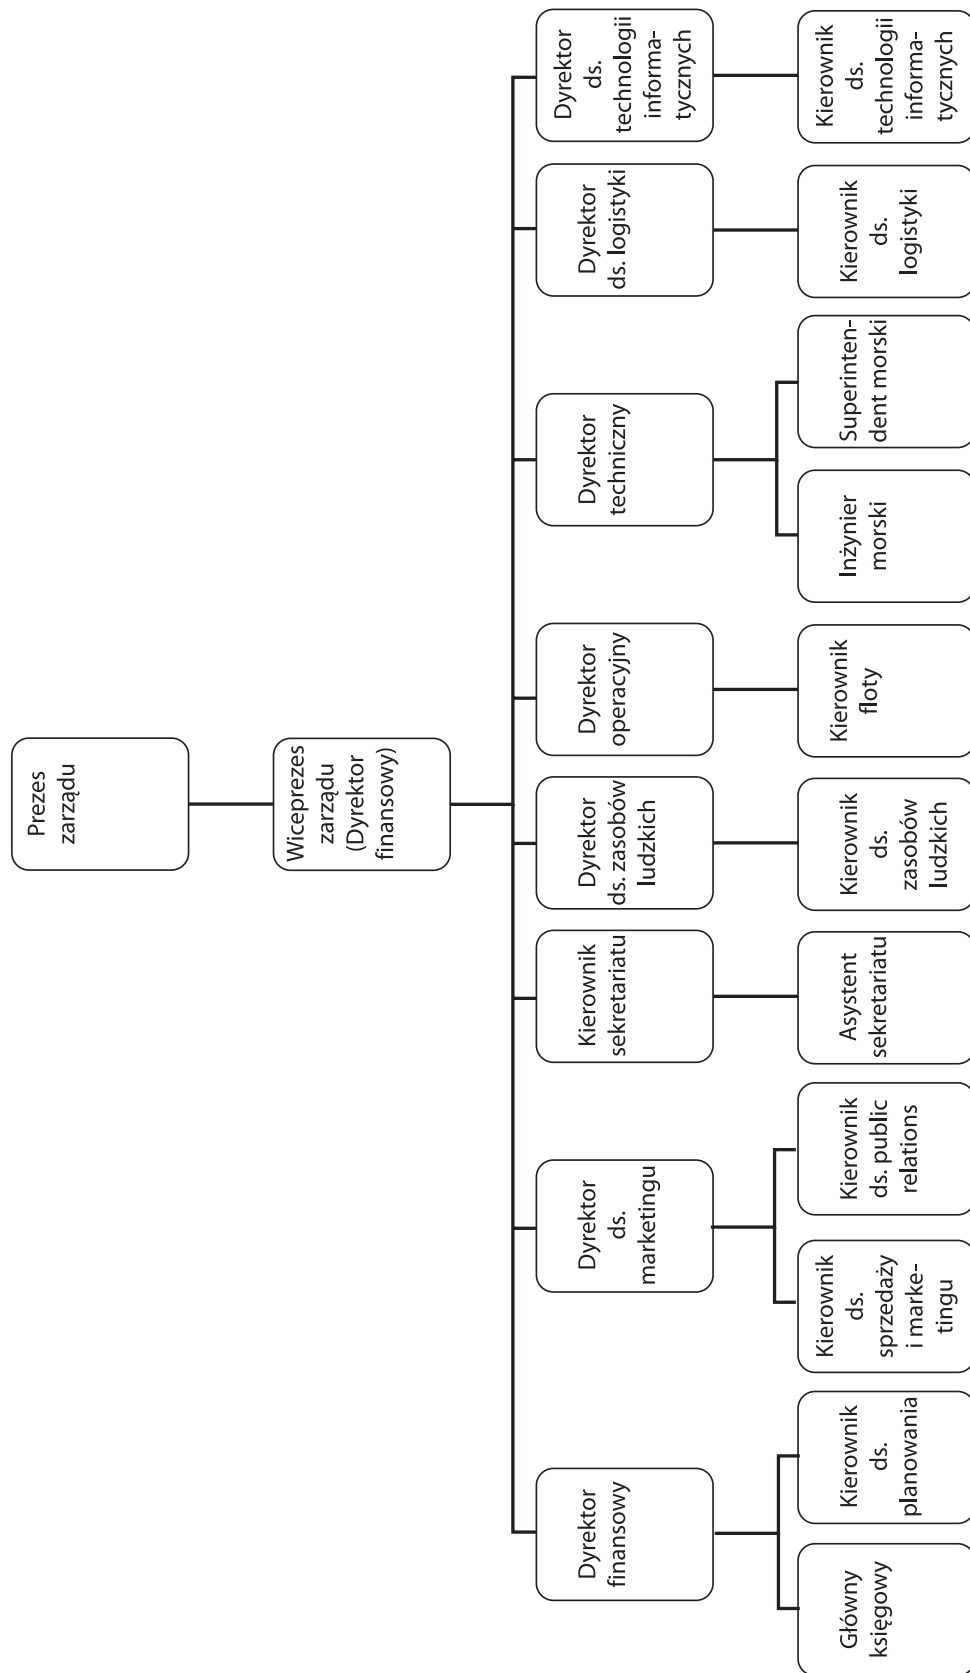 Prezes
zarządu
Wiceprezes
zarządu
(Dyrektor
finansowy)
Dyrektor
finansowy
Dyrektor
ds.
marketingu
Kierownik
sekretariatu
Dyrektor
ds. zasobów
ludzkich
Dyrektor
operacyjny
Dyrektor
techniczny
Dyrektor
ds. logistyki
Dyrektor
ds.
technologii
informa-
tycznych
Główny
księgowy
Kierownik
ds.
planowania
Kierownik
ds.
sprzedaży
i marke-
tingu
Kierownik
ds. public
relations
Asystent
sekretariatu
Kierownik
ds.
zasobów
ludzkich
Kierownik
floty
Inżynier
morski
Superinten-
dent morski
Kierownik
ds.
logistyki
Kierownik
ds.
technologii
informa-
tycznych